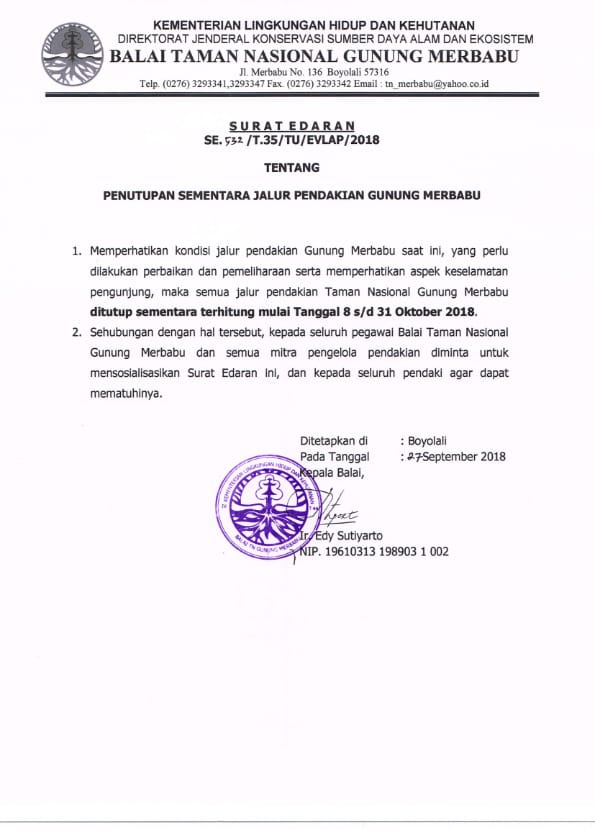 KEMENTERIAN LINGKUNGAN HIDUP DAN KEHUTANAN
DIREKTORAT JENDERAL KONSERVASI SUMBER DAYA ALAM DAN EKOSISTEM
BALAI TAMAN NASIONAL GUNUNG MERBABU
Jl. Merbabu No. 136 Boyolali 57316
Telp. (0276) 3293341,3293347 Fax. (0276) 3293342 Email : tn_merbabu@yahoo.co.id
SURAT EDARAN
SE. 532 /T.35/TU/EVLAP/2018
TENTANG
PENUTUPAN SEMENTARA JALUR PENDAKIAN GUNUNG MERBABU
1. Memperhatikan kondisi jalur pendakian Gunung Merbabu saat ini, yang perlu
dilakukan perbaikan dan pemeliharaan serta memperhatikan aspek keselamatan
pengunjung, maka semua jalur pendakian Taman Nasional Gunung Merbabu
ditutup sementara terhitung mulai Tanggal 8 s/d 31 Oktober 2018.
2. Sehubungan dengan hal tersebut, kepada seluruh pegawai Balai Taman Nasional
Gunung Merbabu dan semua mitra pengelola pendakian diminta untuk
mensosialisasikan Surat Edaran ini, dan kepada seluruh pendaki agar dapat
mematuhinya.
Ditetapkan di : Boyolali
Pada Tanggal : 27 September 2018
Kepala Balai,
KEMENTERIAN LINGKUNGAN HIDUP DAN KEHUTANAN
BALAI TN GUNUNG MERBABU
Ir. Edy Sutiyarto
NIP. 19610313 198903 1 002